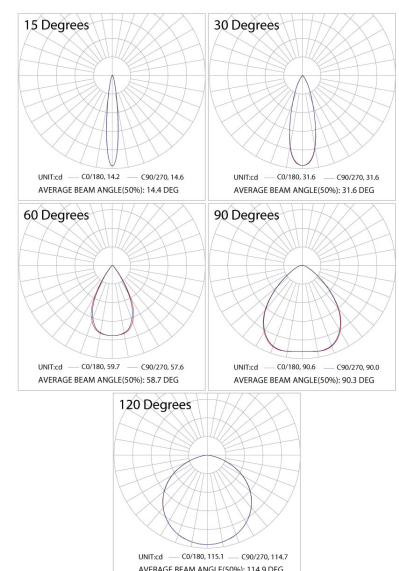 15 Degrees
30 Degrees
UNIT:cd — C0/180, 14.2 — C90/270, 14.6
AVERAGE BEAM ANGLE(50%): 14.4 DEG
UNIT:cd — C0/180, 31.6 — C90/270, 31.6
AVERAGE BEAM ANGLE(50%): 31.6 DEG
60 Degrees
90 Degrees
UNIT:cd — C0/180, 59.7 — C90/270, 57.6
AVERAGE BEAM ANGLE(50%): 58.7 DEG
UNIT:cd — C0/180, 90.6 — C90/270, 90.0
AVERAGE BEAM ANGLE(50%): 90.3 DEG
120 Degrees
UNIT:cd — C0/180, 115.1 — C90/270, 114.7
AVERAGE BEAM ANGLE(50%): 114.9 DEG